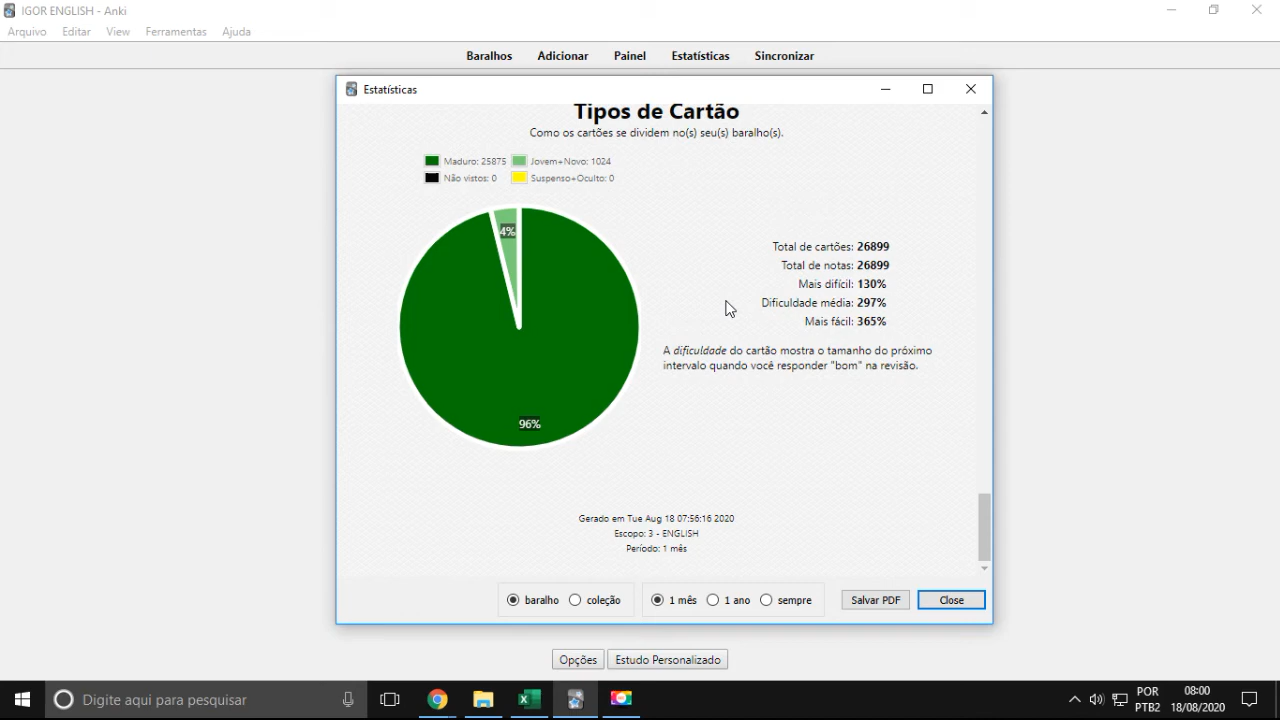 IGOR ENGLISH - Anki
Arquivo Editar View Ferramentas Ajuda
Baralhos Adicionar Painel Estatísticas Sincronizar
Estatísticas
Tipos de Cartão
Como os cartões se dividem no(s) seu(s) baralho(s).
Maduro: 25875 Jovem+Novo: 1024
Não vistos: 0 Suspenso+Oculto: 0
4%
96%
Total de cartões: 26899
Total de notas: 26899
Mais difícil: 130%
Dificuldade média: 297%
Mais fácil: 365%
A dificuldade do cartão mostra o tamanho do próximo
intervalo quando você responder "bom" na revisão.
Gerado em Tue Aug 18 07:56:16 2020
Escopo: 3 - ENGLISH
Período: 1 mês
baralho coleção 1 mês 1 ano sempre Salvar PDF Close
Opções Estudo Personalizado
Digite aqui para pesquisar
POR
PTB2
08:00
18/08/2020